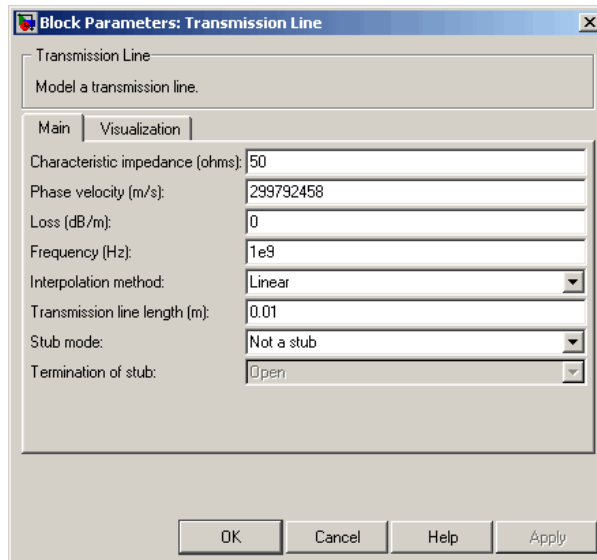 Block Parameters: Transmission Line
Transmission Line
Model a transmission line.
Main Visualization
Characteristic impedance (ohms): 50
Phase velocity (m/s): 299792458
Loss (dB/m): 0
Frequency (Hz): 1e9
Interpolation method: Linear
Transmission line length (m): 0.01
Stub mode: Not a stub
Termination of stub: Open
OK Cancel Help Apply